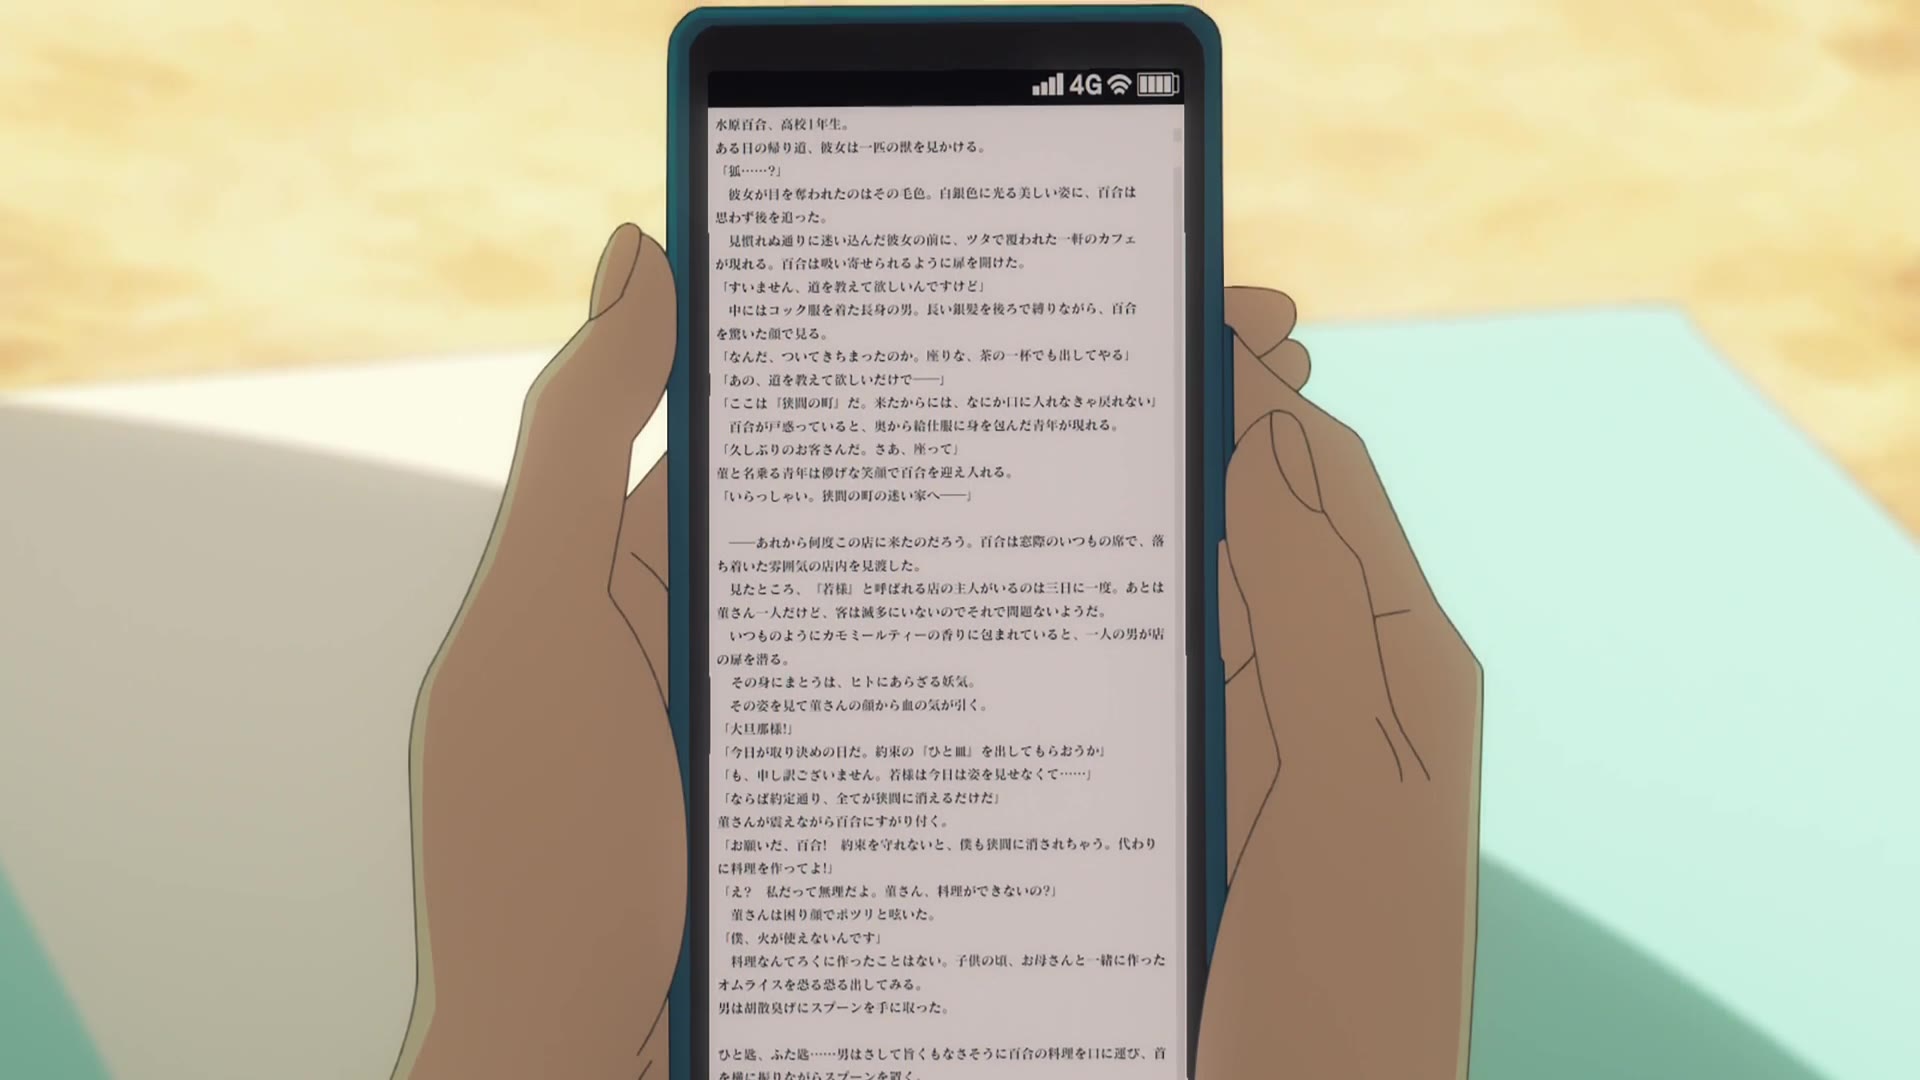 4G
水原百合、高校1年生。
ある日の帰り道、彼女は一匹の獣を見かける。
「狐……?」
彼女が目を奪われたのはその毛色。白銀色に光る美しい姿に、百合は
思わず後を追った。
見慣れぬ通りに迷い込んだ彼女の前に、ツタで覆われた一軒のカフェ
が現れる。百合は吸い寄せられるように扉を開けた。
「すいません、道を教えて欲しいんですけど」
中にはコック服を着た長身の男。長い銀髪を後ろで縛りながら、百合
を驚いた顔で見る。
「なんだ、ついてきちまったのか。座りな、茶の一杯でも出してやる」
「あの、道を教えて欲しいだけで――」
「ここは『狭間の町』だ。来たからには、なにか口に入れなきゃ戻れない」
百合が戸惑っていると、奥から給仕服に身を包んだ青年が現れる。
「久しぶりのお客さんだ。さあ、座って」
菫と名乗る青年は儚げな笑顔で百合を迎え入れる。
「いらっしゃい。狭間の町の迷い家へ――」
――あれから何度この店に来たのだろう。百合は窓際のいつもの席で、落
ち着いた雰囲気の店内を見渡した。
見たところ、『若様』と呼ばれる店の主人がいるのは三日に一度。あとは
菫さん一人だけど、客は滅多にいないのでそれで問題ないようだ。
いつものようにカモミールティーの香りに包まれていると、一人の男が店
の扉を潜る。
その身にまとうは、ヒトにあらざる妖気。
その姿を見て菫さんの顔から血の気が引く。
「大旦那様!」
「今日が取り決めの日だ。約束の『ひと皿』を出してもらおうか」
「も、申し訳ございません。若様は今日は姿を見せなくて……」
「ならば約定通り、全てが狭間に消えるだけだ」
菫さんが震えながら百合にすがり付く。
「お願いだ、百合!　約束を守れないと、僕も狭間に消されちゃう。代わり
に料理を作ってよ!」
「え?　私だって無理だよ。菫さん、料理ができないの?」
菫さんは困り顔でポツリと呟いた。
「僕、火が使えないんです」
料理なんてろくに作ったことはない。子供の頃、お母さんと一緒に作った
オムライスを恐る恐る出してみる。
男は胡散臭げにスプーンを手に取った。
ひと匙、ふた匙……男はさして旨くもなさそうに百合の料理を口に運び、首
を横に振りながらスプーンを置く。